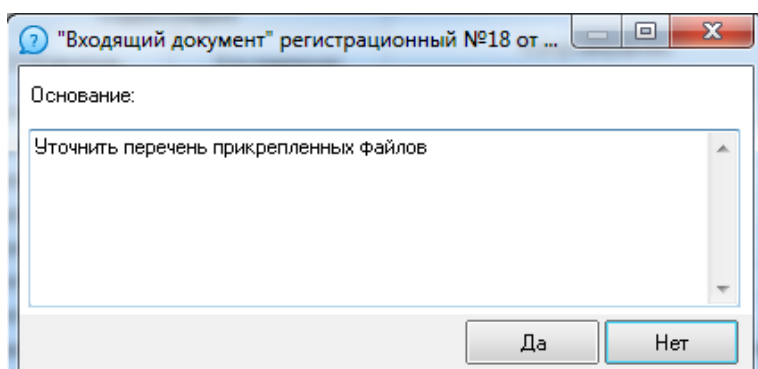 "Входящий документ" регистрационный №18 от ...
Основание:
Уточнить перечень прикрепленных файлов
Да Нет